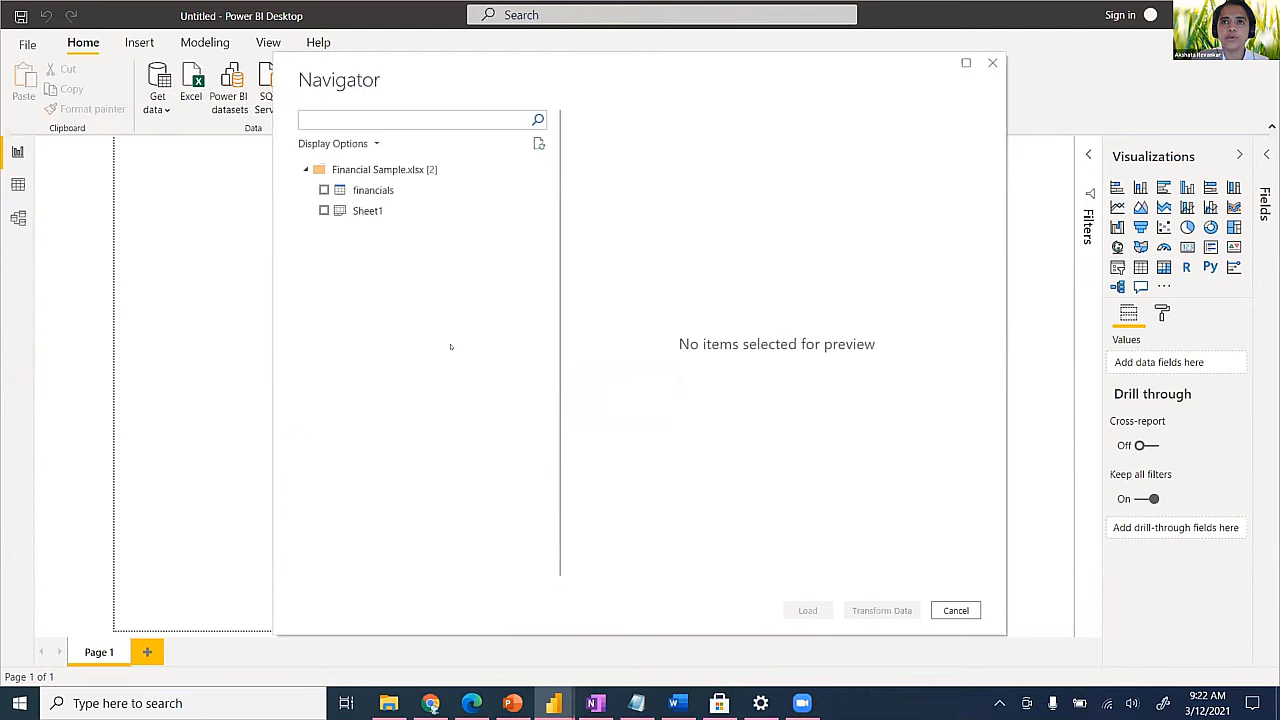 Untitled - Power BI Desktop
Search
Sign in
Akshata Revankar
File
Home
Insert
Modeling
View
Help
Paste
Cut
Copy
Format painter
Clipboard
Get data
Excel
Power BI datasets
Data
Navigator
Display Options
Financial Sample.xlsx [2]
financials
Sheet1
No items selected for preview
Load
Transform Data
Cancel
Filters
Visualizations
R
Py
Values
Add data fields here
Drill through
Cross-report
Off
Keep all filters
On
Add drill-through fields here
Fields
Page 1
Page 1 of 1
Type here to search
9:22 AM
3/12/2021